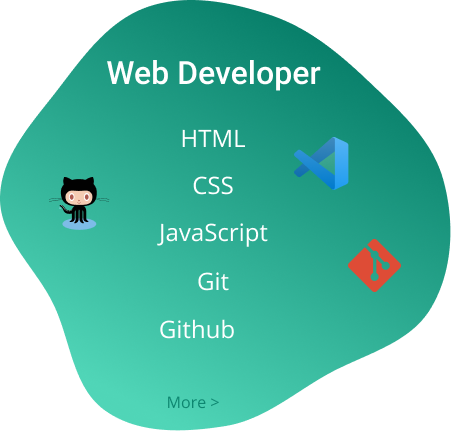 Web Developer
HTML
CSS
JavaScript
Git
Github
More >